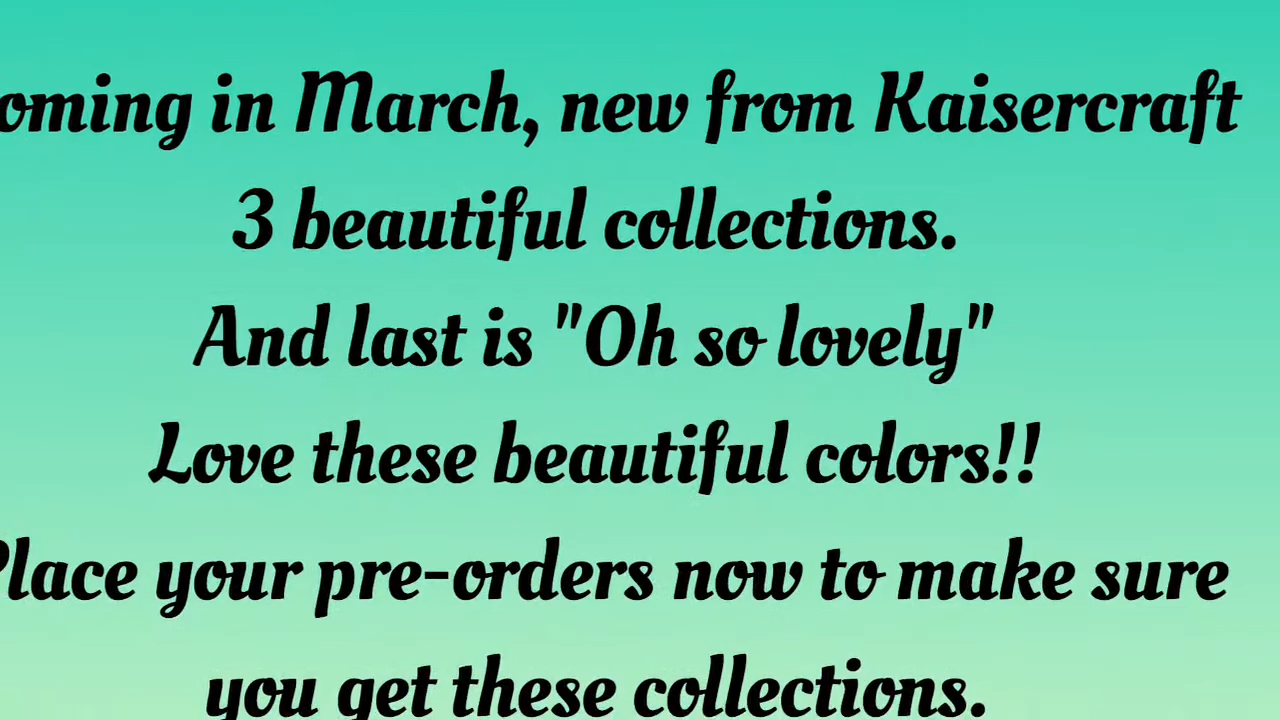 oming in March, new from Kaisercraft
3 beautiful collections.
And last is "Oh so lovely"
Love these beautiful colors!!
Place your pre-orders now to make sure
you get these collections.